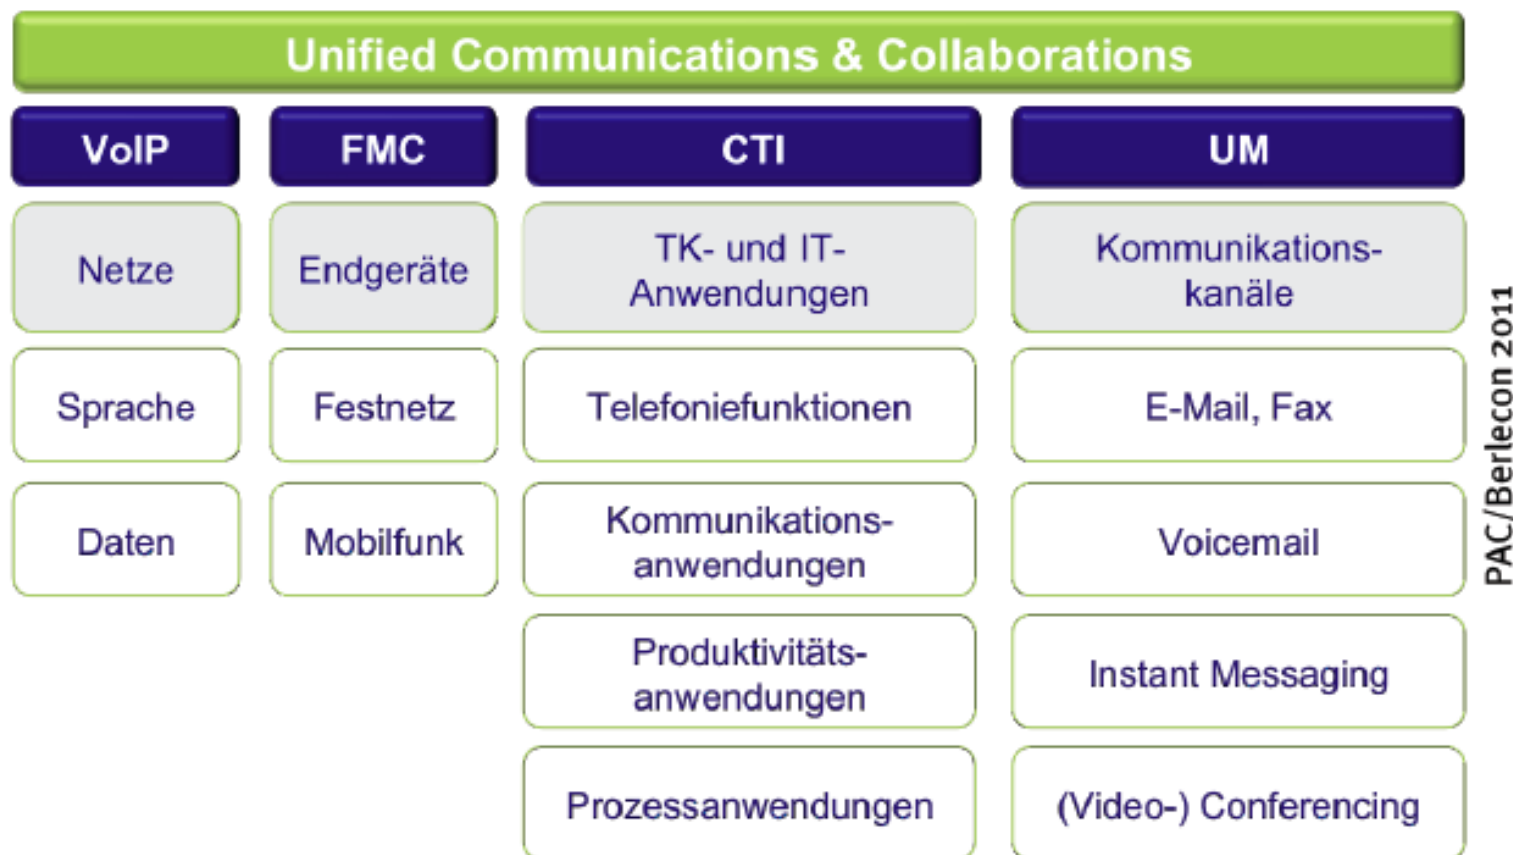 Unified Communications & Collaborations
VoIP
FMC
CTI
UM
Netze
Endgeräte
TK- und IT-
Anwendungen
Kommunikations-
kanäle
Sprache
Festnetz
Telefoniefunktionen
E-Mail, Fax
Daten
Mobilfunk
Kommunikations-
anwendungen
Voicemail
Produktivitäts-
anwendungen
Instant Messaging
Prozessanwendungen
(Video-) Conferencing
PAC/Berlecon 2011